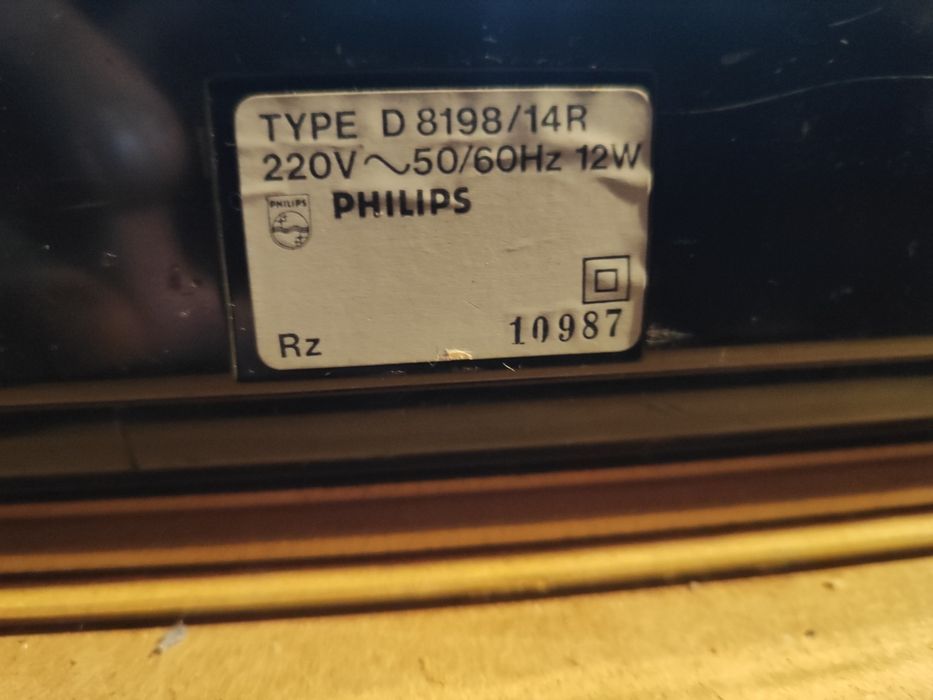 TYPE D 8198/14R
220V ~ 50/60Hz 12W
PHILIPS
PHILIPS
10987
Rz